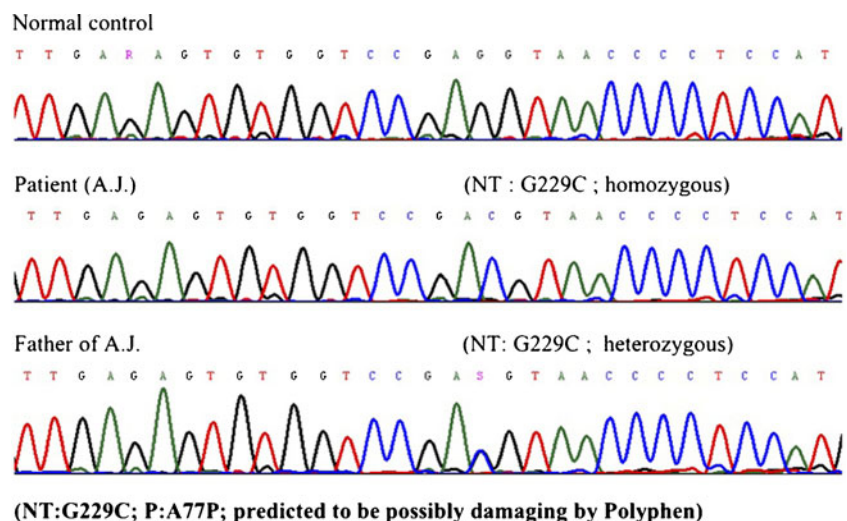 Normal control
T T G A R A G T G T G G T C C G A G G T A A C C C C T C C A T
Patient (A.J.) (NT : G229C ; homozygous)
T T G A G A G T G T G G T C C G A C G T A A C C C C T C C A T
Father of A.J. (NT: G229C ; heterozygous)
T T G A G A G T G T G G T C C G A S G T A A C C C C T C C A T
(NT:G229C; P:A77P; predicted to be possibly damaging by Polyphen)